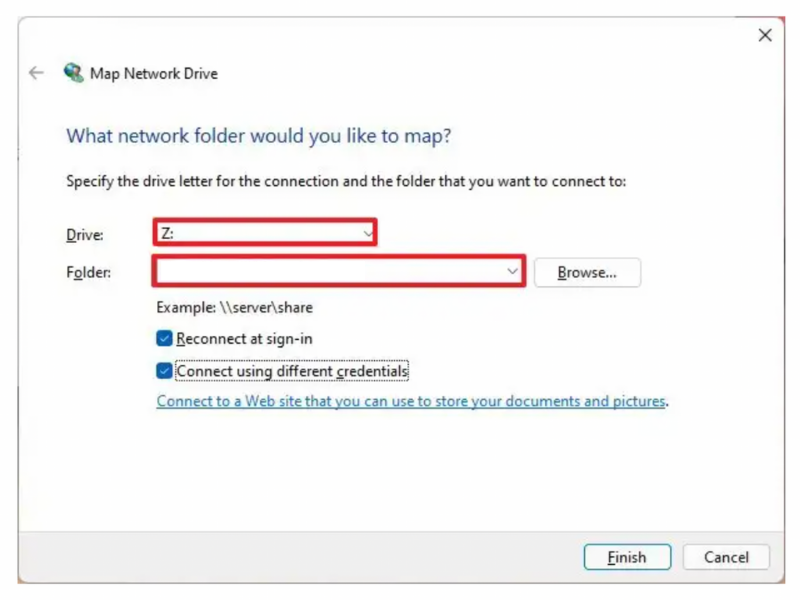 Map Network Drive
What network folder would you like to map?
Specify the drive letter for the connection and the folder that you want to connect to:
Drive: Z:
Folder: Browse...
Example: \\server\share
Reconnect at sign-in
Connect using different credentials
Connect to a Web site that you can use to store your documents and pictures.
Finish Cancel